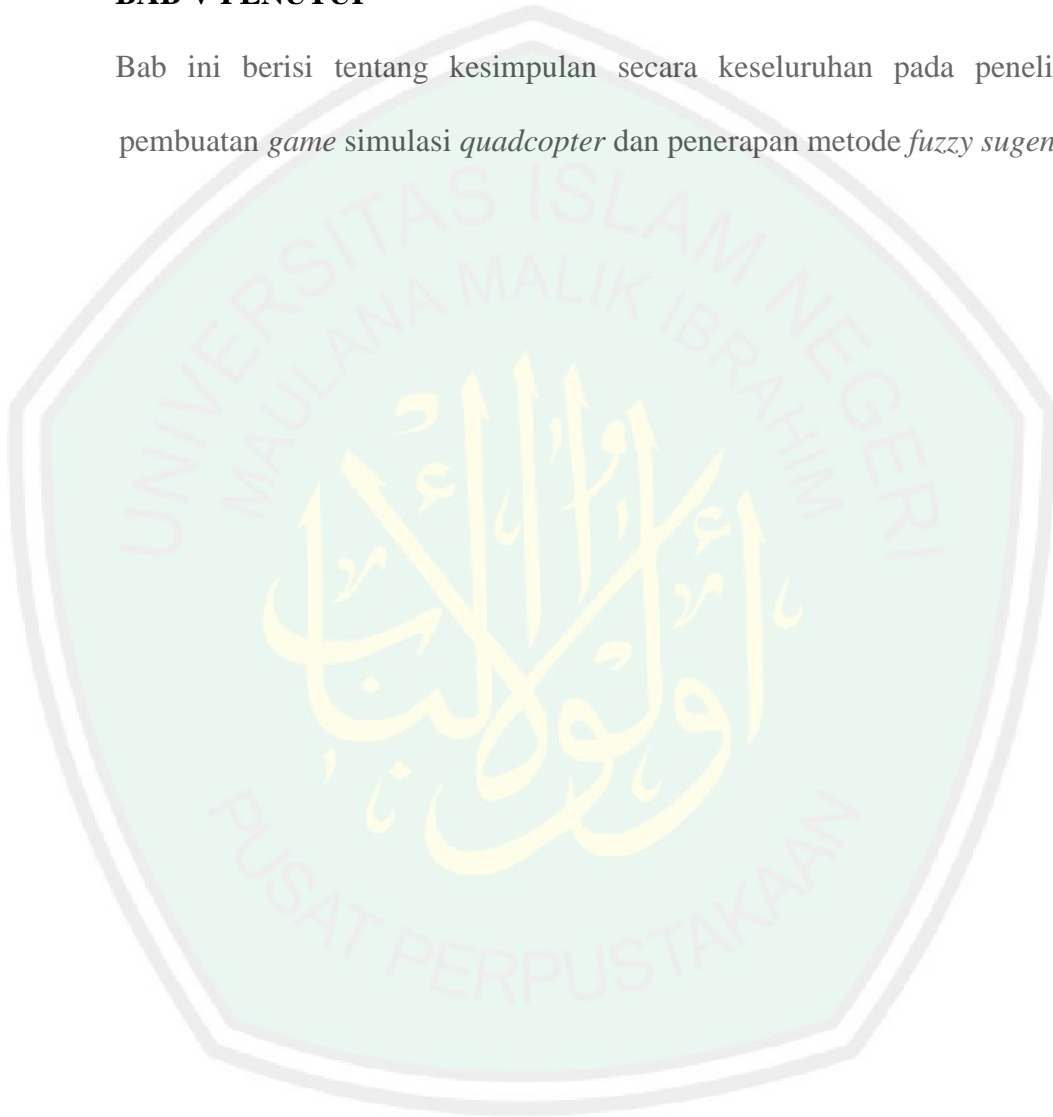 BAB V PENUTUP
Bab ini berisi tentang kesimpulan secara keseluruhan pada peneli
pembuatan game simulasi quadcopter dan penerapan metode fuzzy sugen
UNIVERSITAS ISLAM NEGERI
MAULANA MALIK IBRAHIM
أولوا الألباب
PUSAT PERPUSTAKAAN